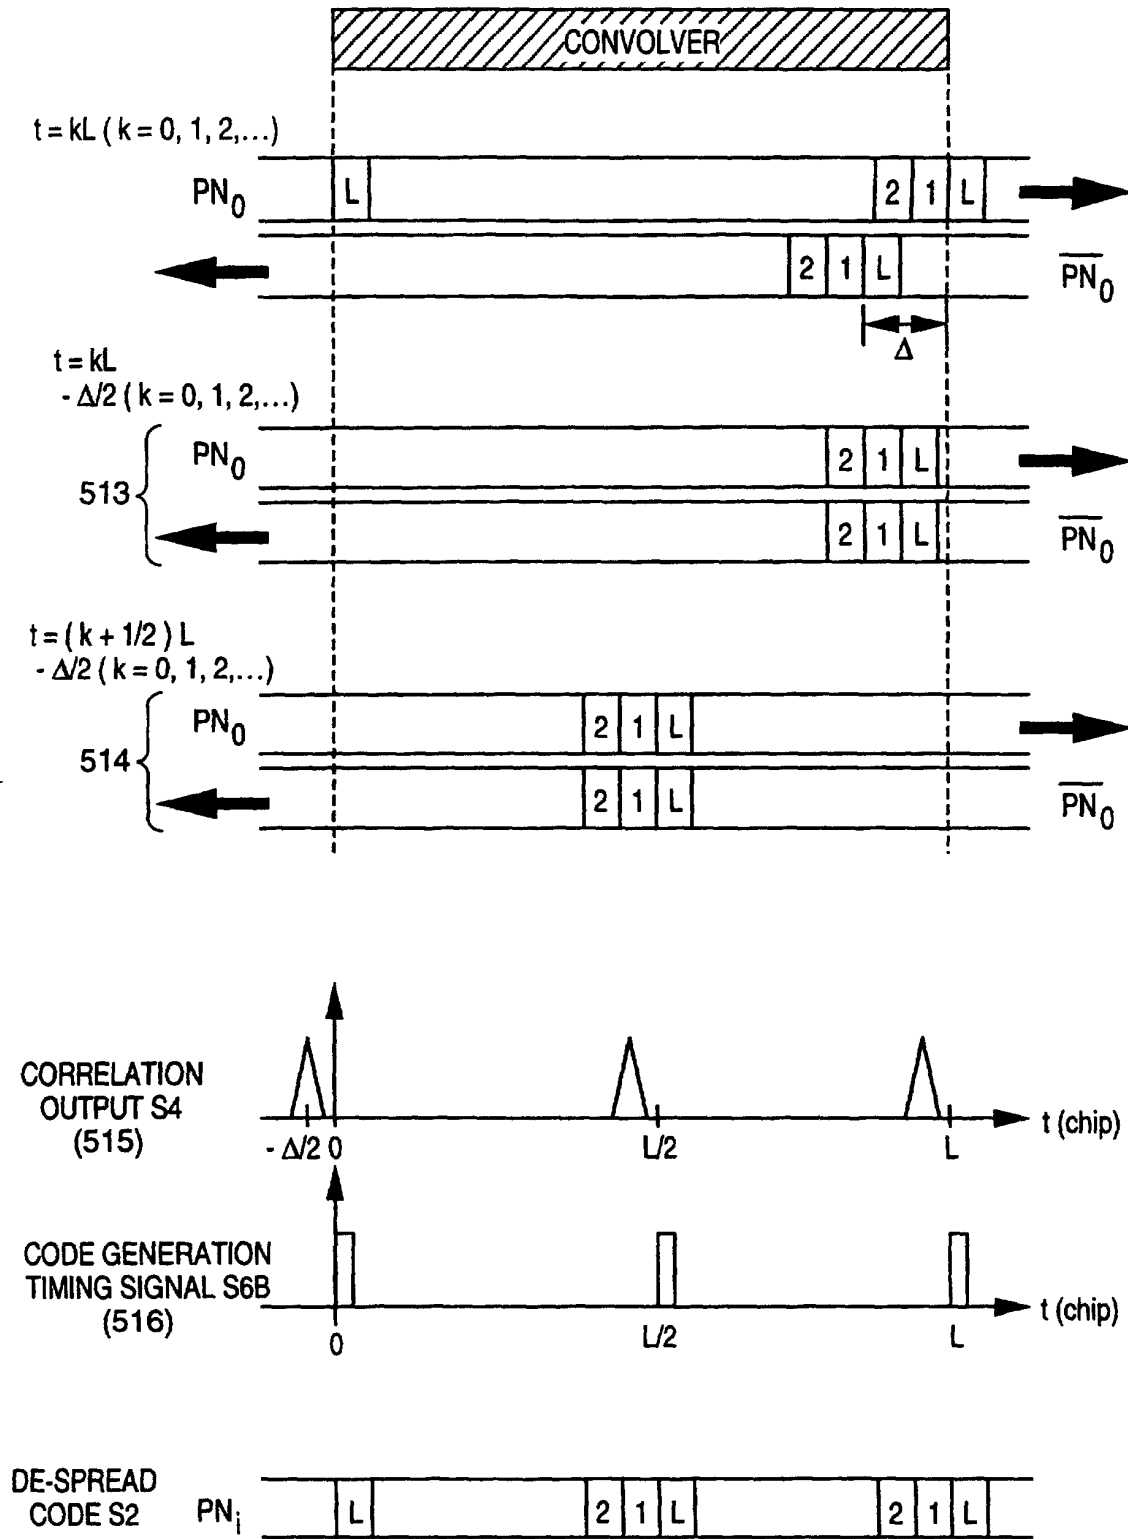 CONVOLVER
t = kL ( k = 0, 1, 2,...)
PN0 L 2 1 L
2 1 L P̅N̅0
Δ
t = kL
- Δ/2 ( k = 0, 1, 2,...)
513
PN0 2 1 L
2 1 L P̅N̅0
t = ( k + 1/2 ) L
- Δ/2 ( k = 0, 1, 2,...)
514
PN0 2 1 L
2 1 L P̅N̅0
CORRELATION
OUTPUT S4
(515)
- Δ/2 0 L/2 L t (chip)
CODE GENERATION
TIMING SIGNAL S6B
(516)
0 L/2 L t (chip)
DE-SPREAD
CODE S2
PNi L 2 1 L 2 1 L